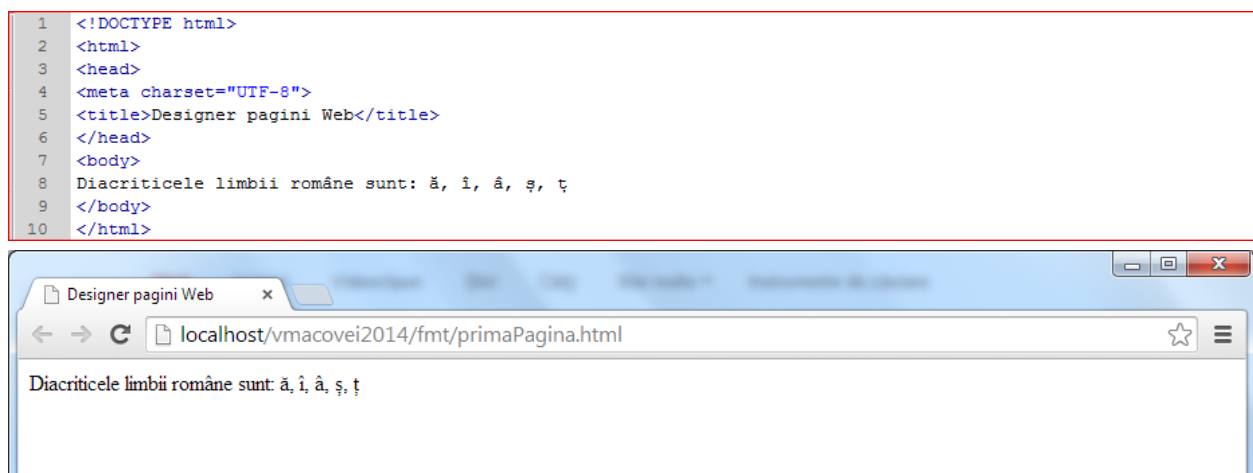 1 <!DOCTYPE html>
2 <html>
3 <head>
4 <meta charset="UTF-8">
5 <title>Designer pagini Web</title>
6 </head>
7 <body>
8 Diacriticele limbii române sunt: ă, î, â, ș, ț
9 </body>
10 </html>
Designer pagini Web
localhost/vmacovei2014/fmt/primaPagina.html
Diacriticele limbii române sunt: ă, î, â, ș, ț